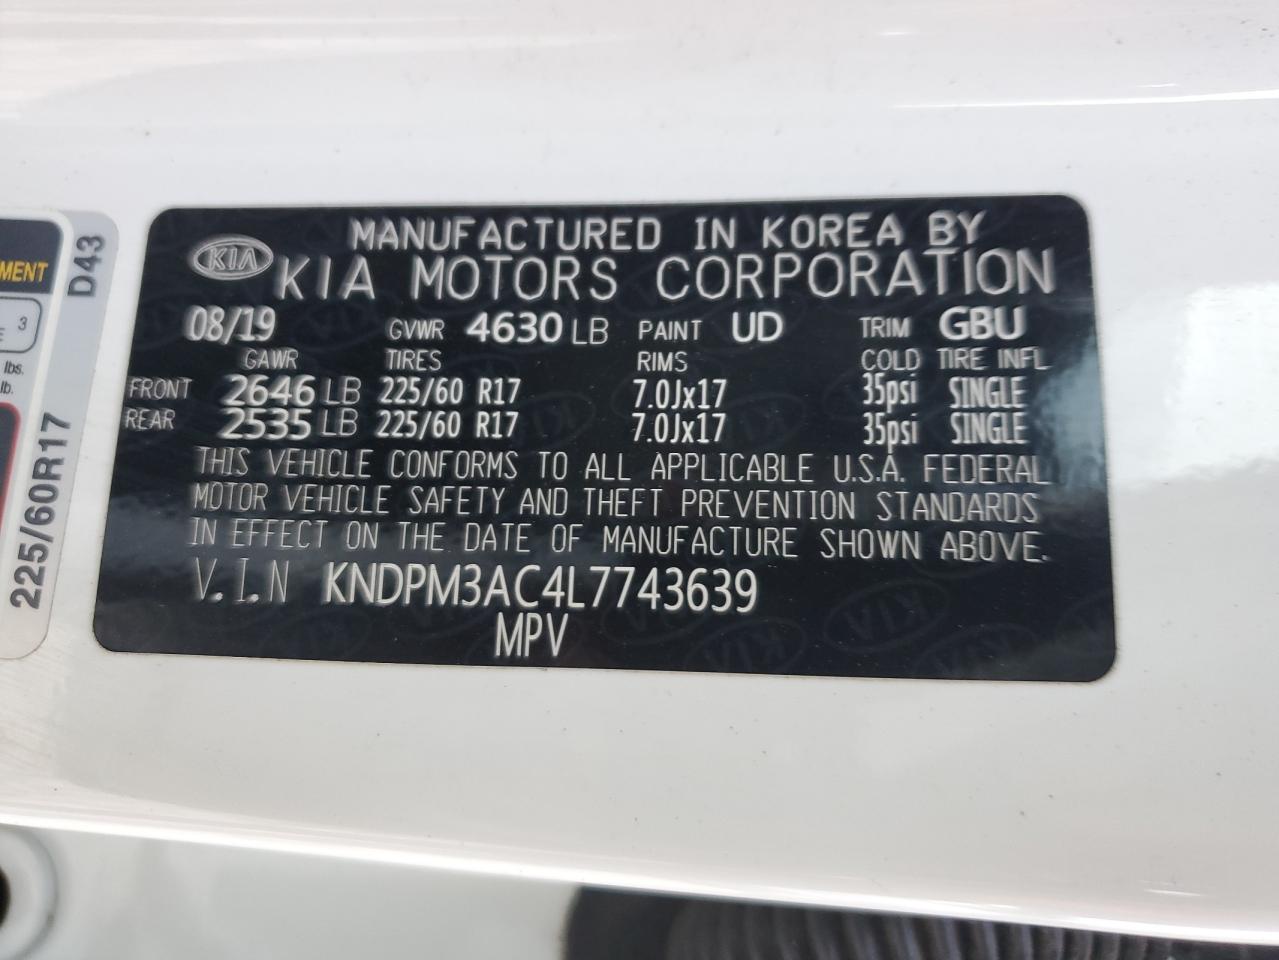 MENT
3
lbs.
lb.
D43
225/60R17
KIA
MANUFACTURED IN KOREA BY
KIA MOTORS CORPORATION
08/19 GVWR 4630 LB PAINT UD TRIM GBU
GAWR TIRES RIMS COLD TIRE INFL
FRONT 2646 LB 225/60 R17 7.0Jx17 35psi SINGLE
REAR 2535 LB 225/60 R17 7.0Jx17 35psi SINGLE
THIS VEHICLE CONFORMS TO ALL APPLICABLE U.S.A. FEDERAL
MOTOR VEHICLE SAFETY AND THEFT PREVENTION STANDARDS
IN EFFECT ON THE DATE OF MANUFACTURE SHOWN ABOVE.
V.I.N KNDPM3AC4L7743639
MPV